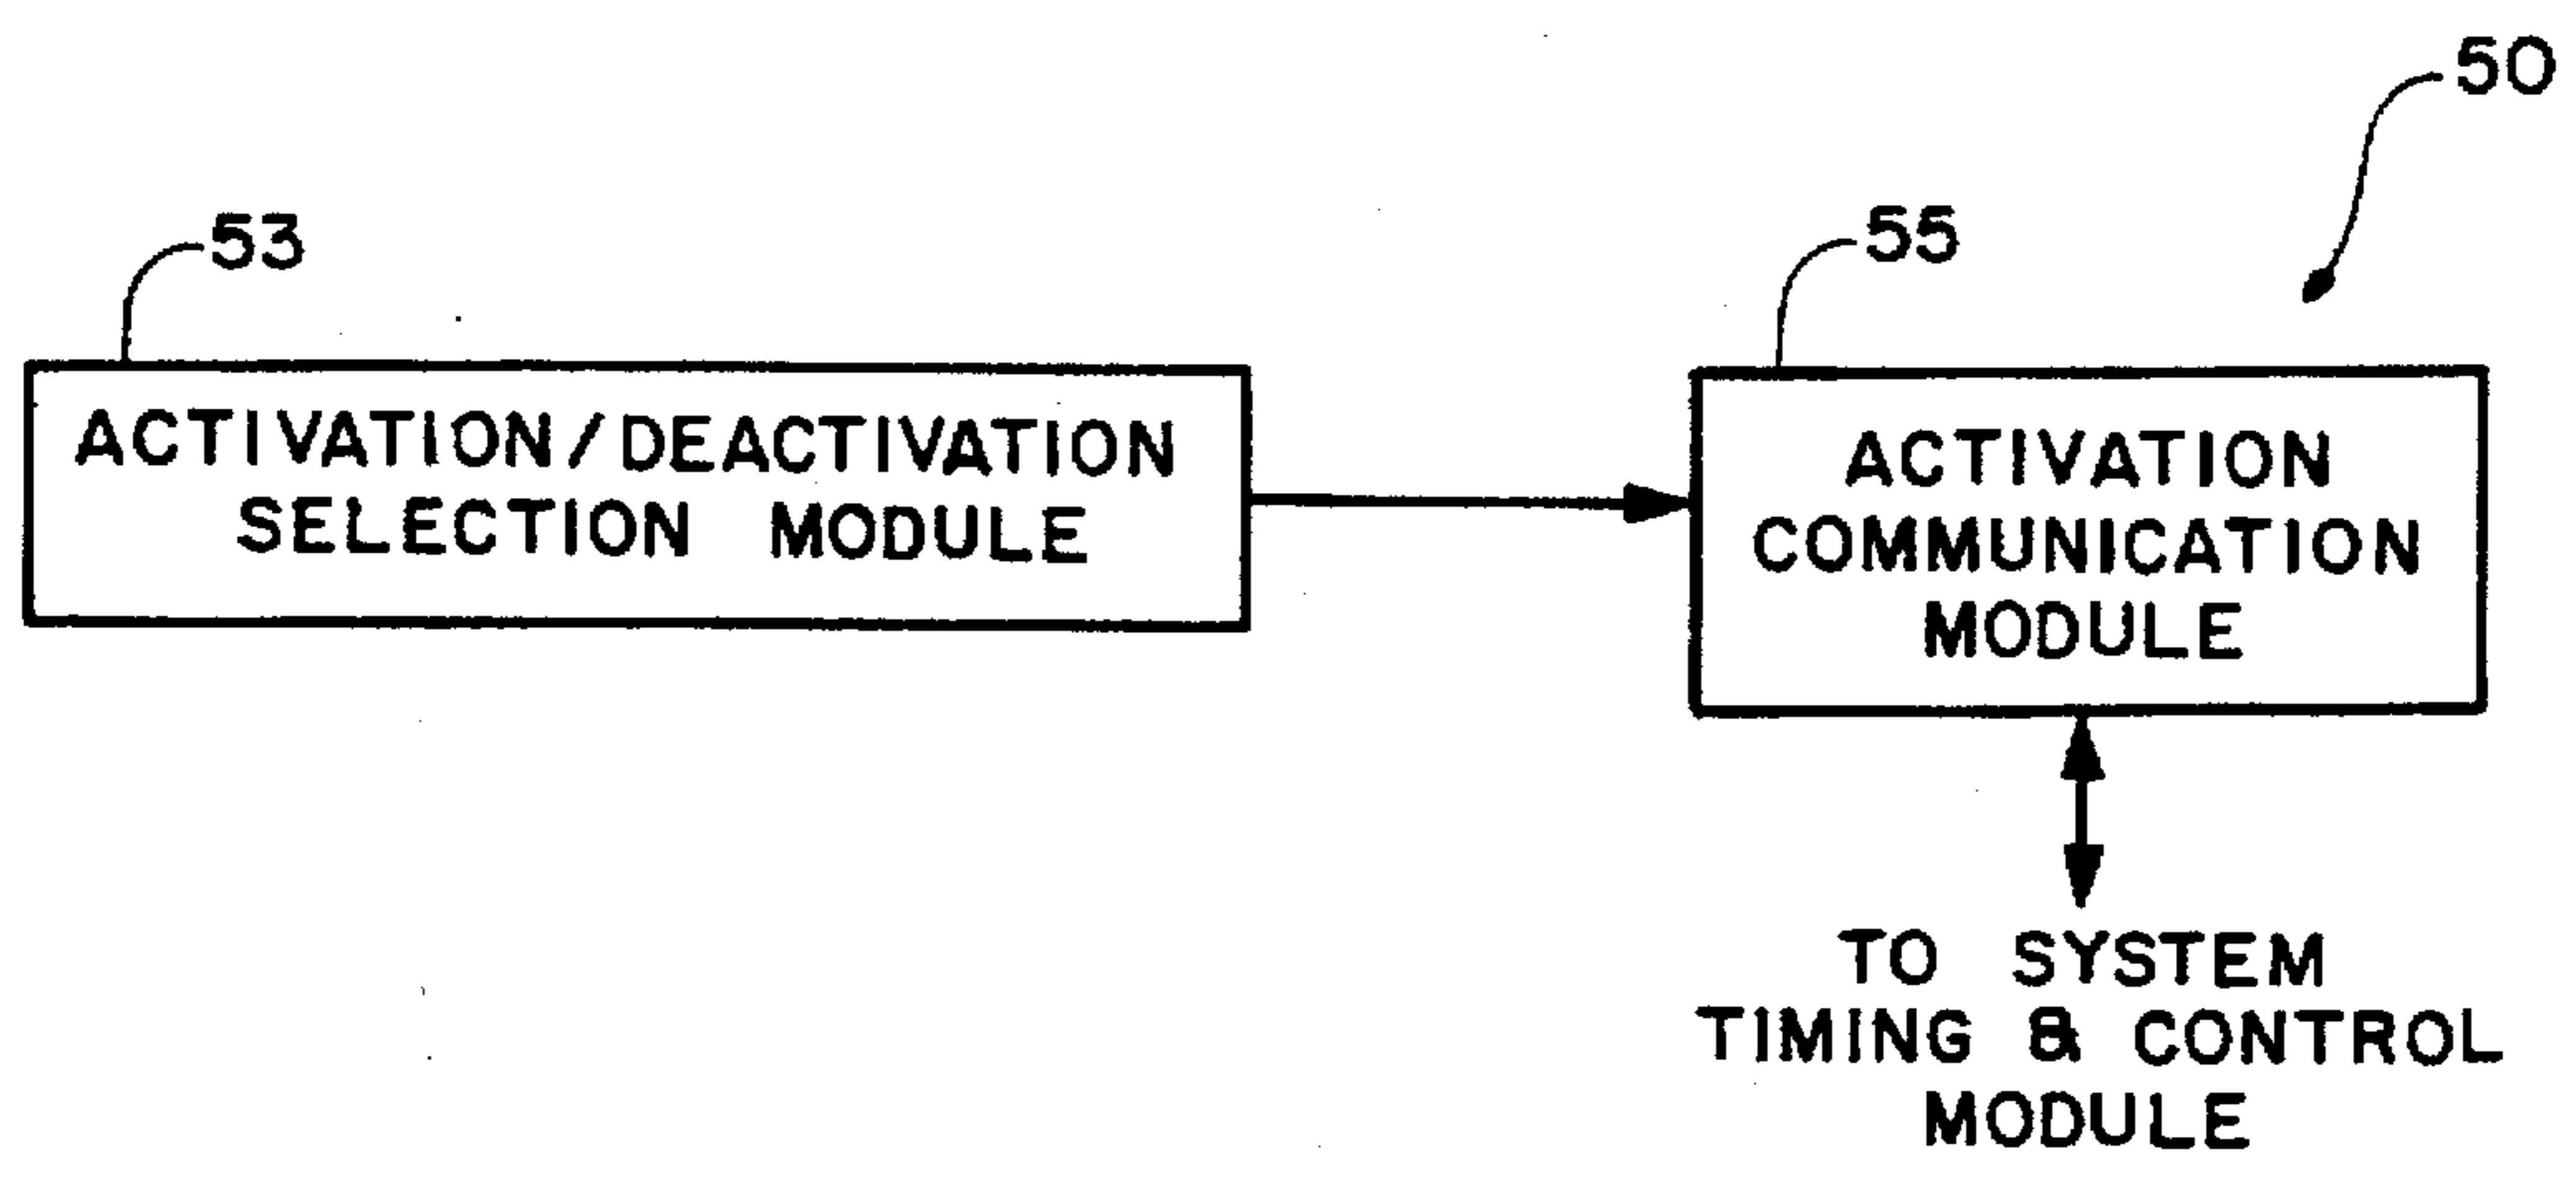 50
53
55
ACTIVATION/DEACTIVATION
SELECTION MODULE
ACTIVATION
COMMUNICATION
MODULE
TO SYSTEM
TIMING & CONTROL
MODULE